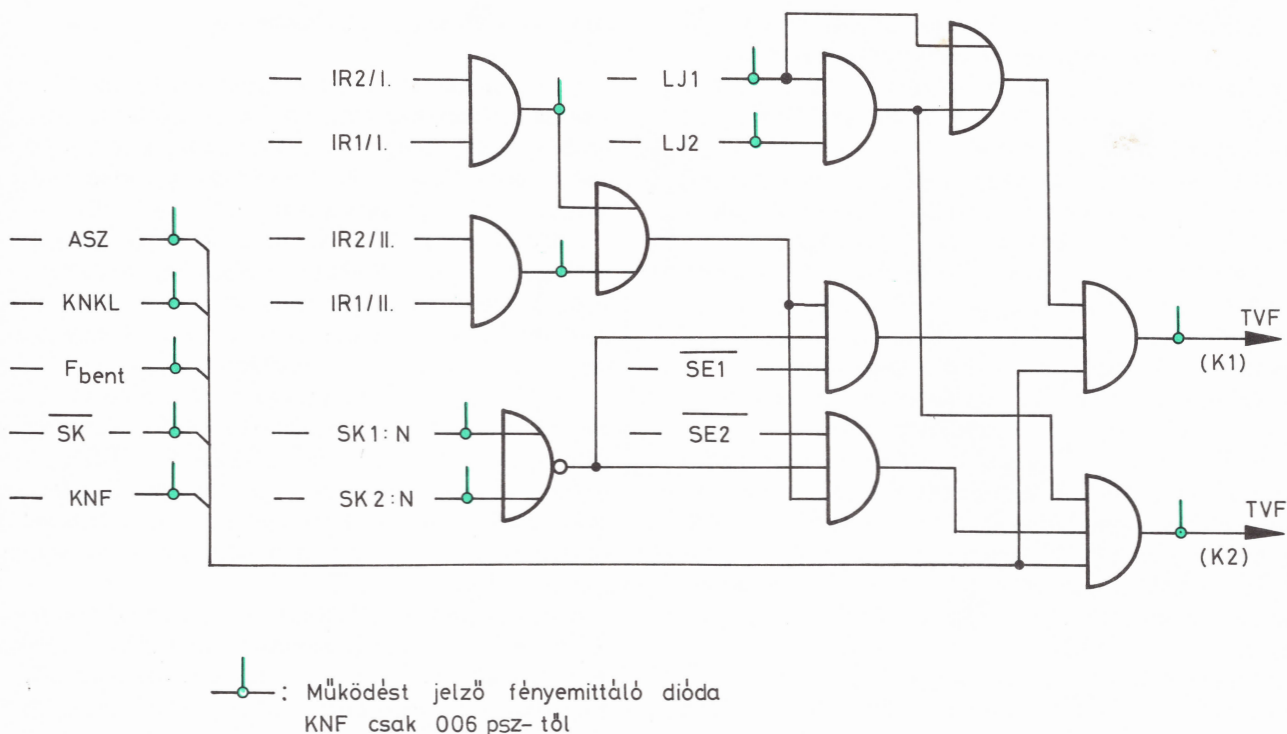 IR2/I.
IR1/I.
LJ1
LJ2
ASZ
KNKL
Fbent
SK
KNF
IR2/II.
IR1/II.
SE1
SE2
SK1:N
SK2:N
TVF
(K1)
TVF
(K2)
: Működést jelző fényemittáló dióda
KNF csak 006 psz-től